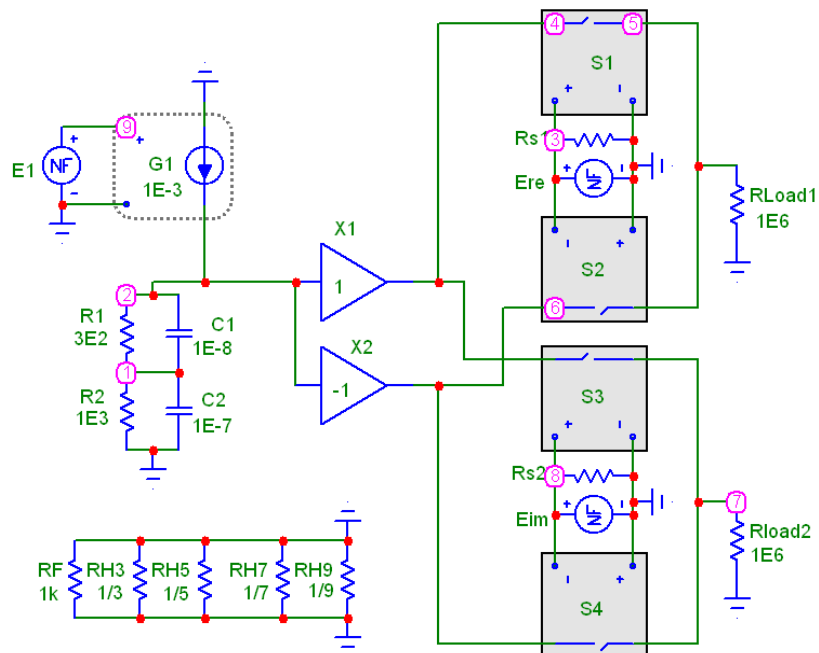 4
5
S1
+
-
9
+
E1
NF
+
-
G1
1E-3
Rs1
3
Ere
+
NF
-
RLoad1
1E6
-
+
S2
6
X1
1
X2
-1
2
R1
3E2
C1
1E-8
1
R2
1E3
C2
1E-7
S3
+
-
Rs2
8
Eim
+
NF
-
7
Rload2
1E6
-
+
S4
RF
1k
RH3
1/3
RH5
1/5
RH7
1/7
RH9
1/9